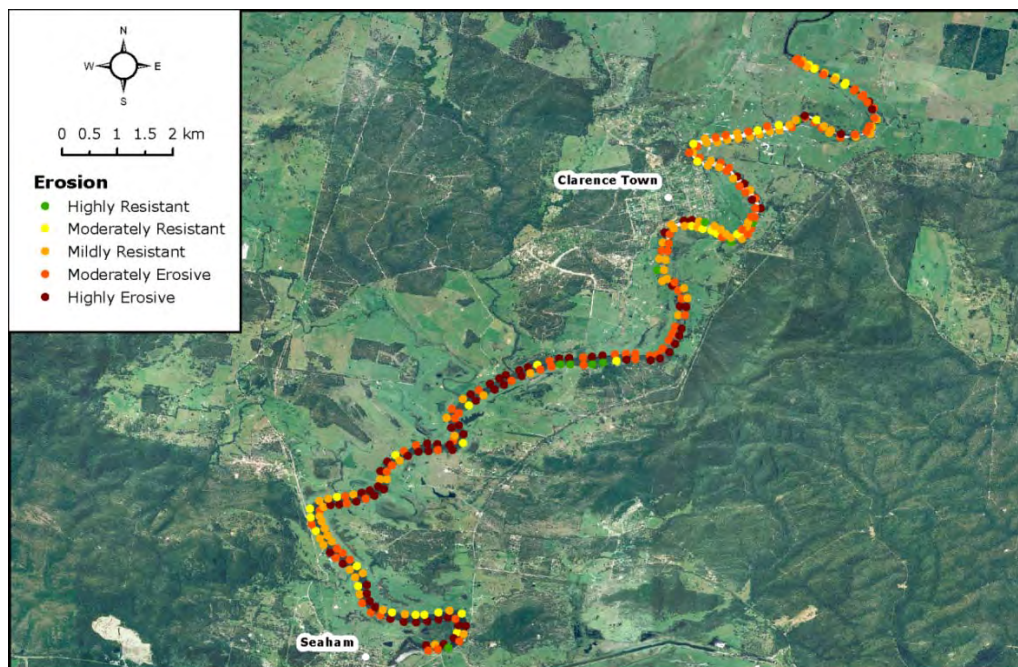 N
W E
S
0 0.5 1 1.5 2 km
Erosion
Highly Resistant
Moderately Resistant
Mildly Resistant
Moderately Erosive
Highly Erosive
Clarence Town
Seaham